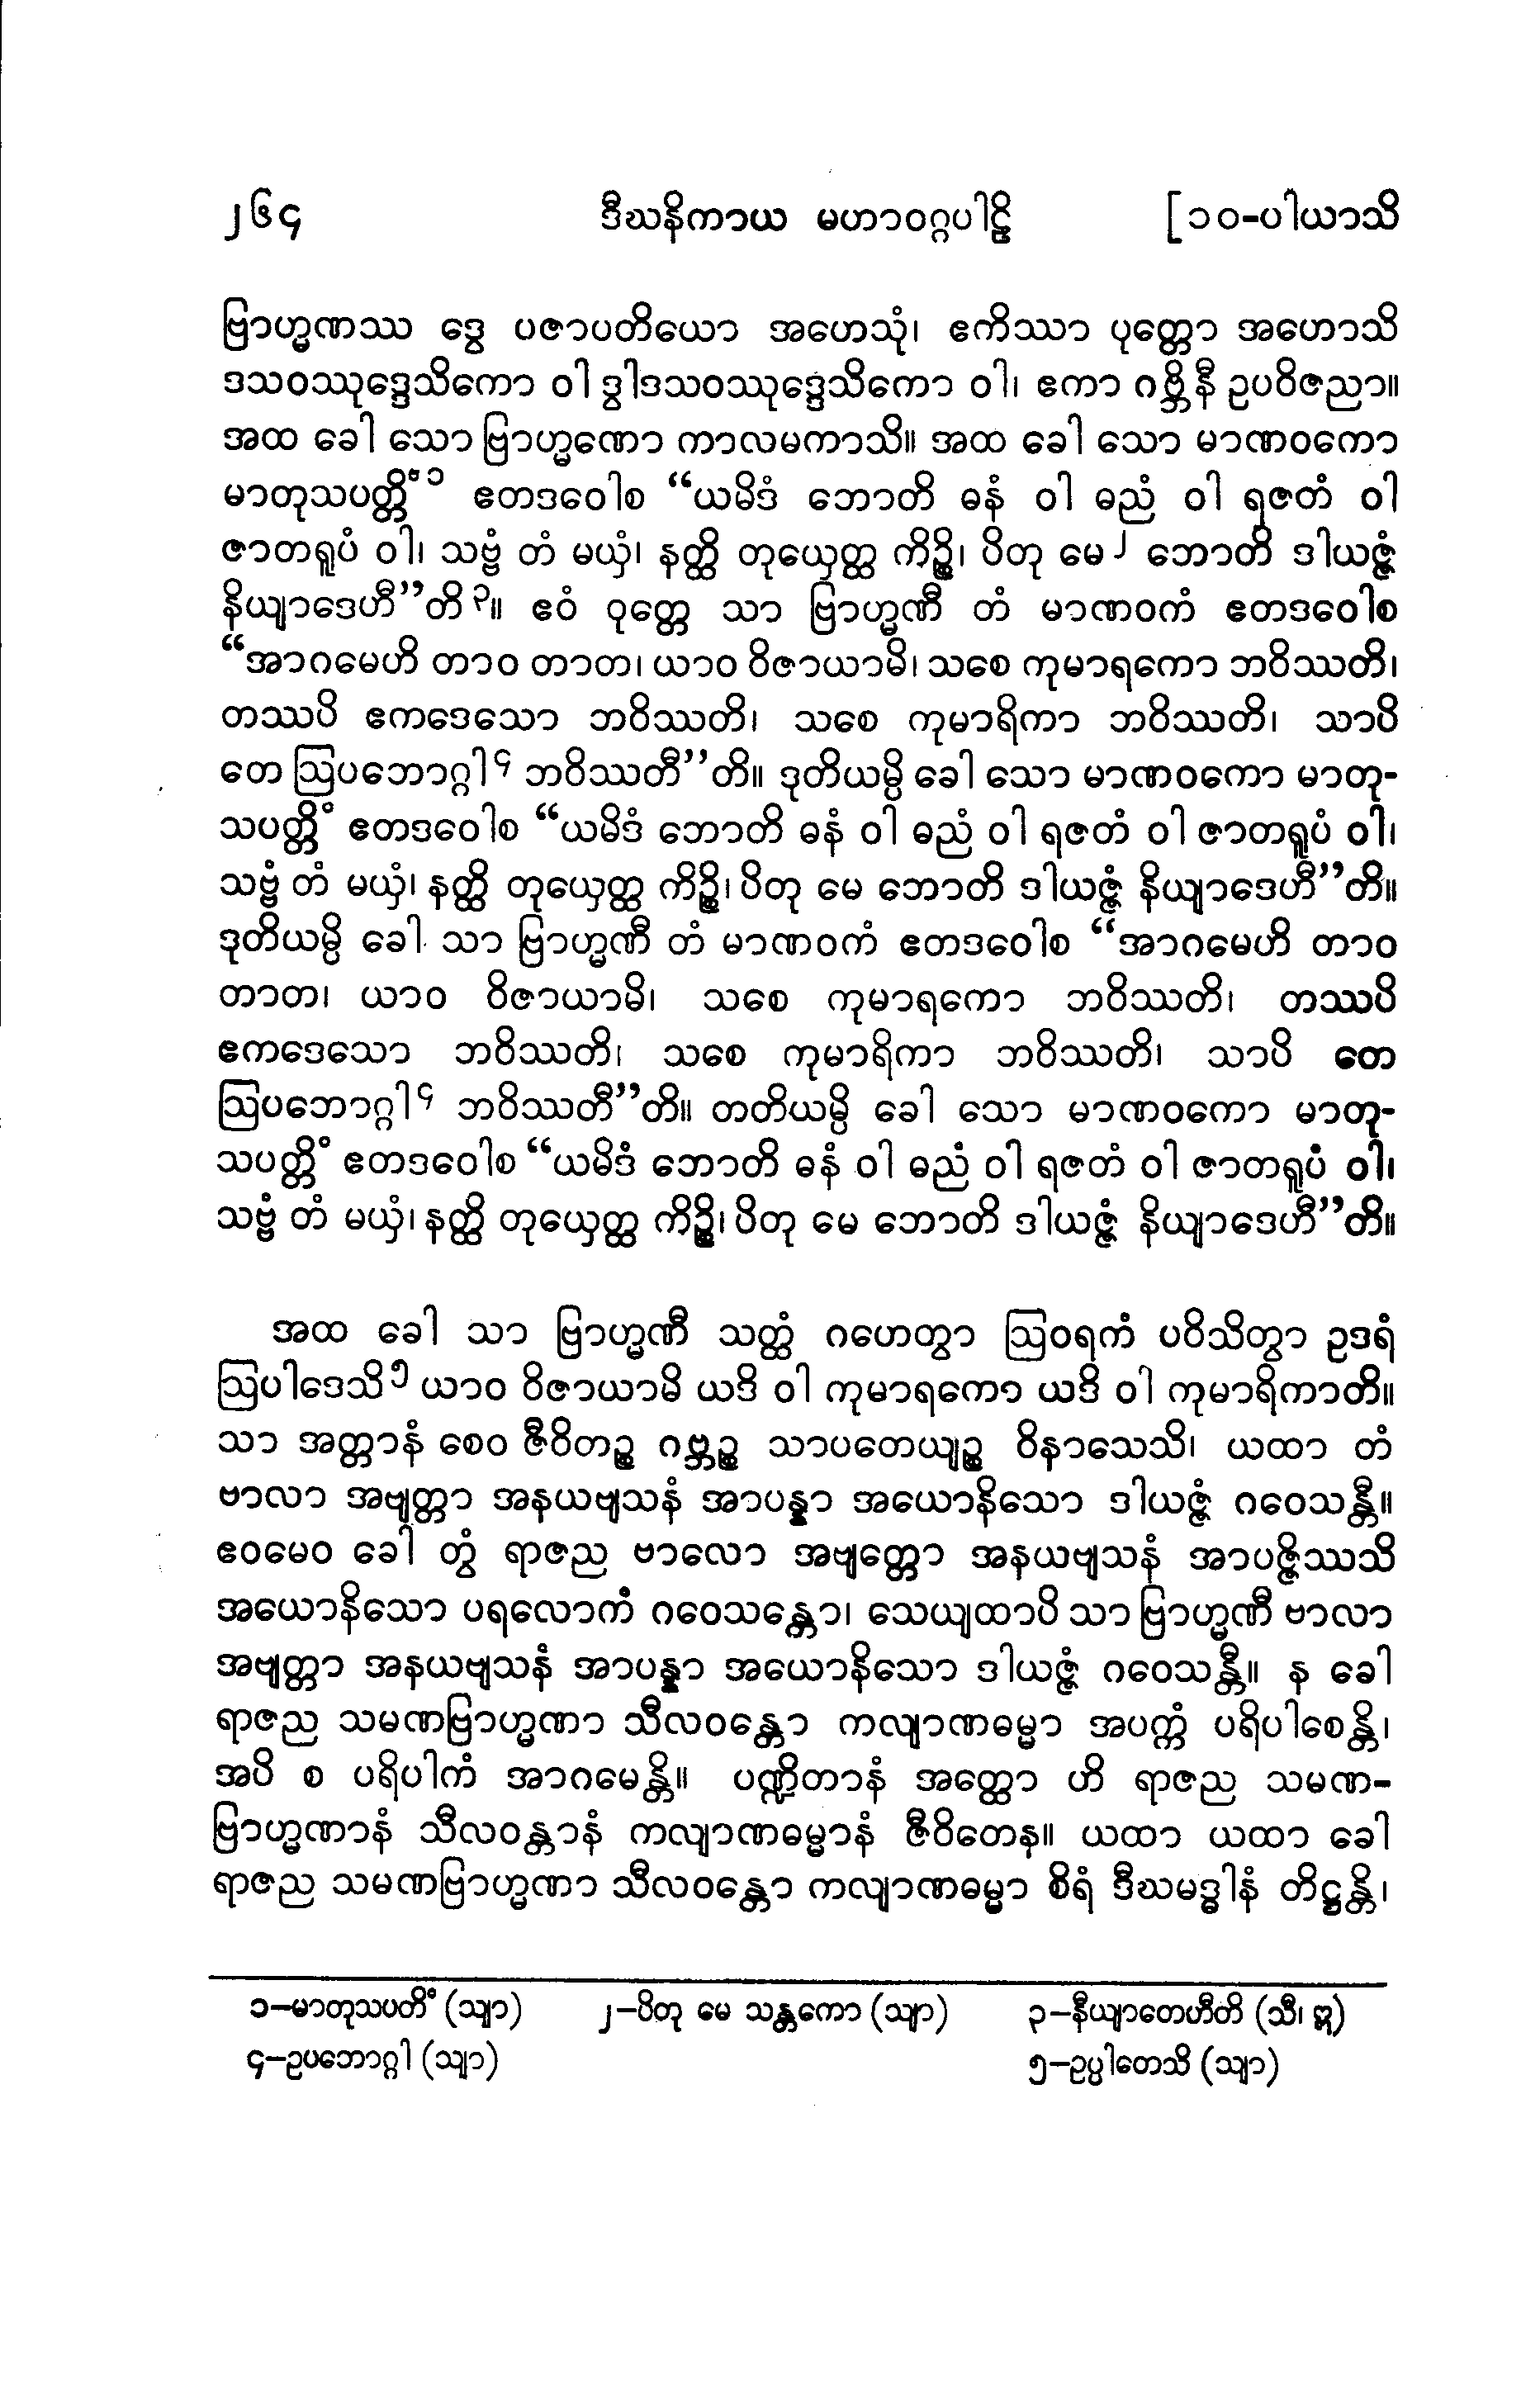 ၂၆၄ ဒီဃနိကာယ မဟာဝဂ္ဂပါဠိ [၁၀-ပါယာသိ
ဗြာဟ္မဏဿ ဒွေ ပဇာပတိယော အဟေသုံ၊ ဧကိဿာ ပုတ္တော အဟောသိ
ဒသဝဿုဒ္ဒေသိကော ဝါ ဒွါဒသဝဿုဒ္ဒေသိကော ဝါ၊ ဧကာ ဂဗ္ဘိနီ ဥပဝိဇညာ။
အထ ခေါ သော ဗြာဟ္မဏော ကာလမကာသိ။ အထ ခေါ သော မာဏဝကော
မာတုသပတ္တိံ ၁ ဧတဒဝေါစ “ယမိဒံ ဘောတိ ဓနံ ဝါ ဓညံ ဝါ ရဇတံ ဝါ
ဇာတရူပံ ဝါ၊ သဗ္ဗံ တံ မယှံ၊ နတ္ထိ တုယှေတ္ထ ကိဉ္စိ၊ ပိတု မေ ၂ ဘောတိ ဒါယဇ္ဇံ
နိယျာဒေဟီ”တိ ၃။ ဧဝံ ဝုတ္တေ သာ ဗြာဟ္မဏီ တံ မာဏဝကံ ဧတဒဝေါစ
“အာဂမေဟိ တာဝ တာတ၊ ယာဝ ဝိဇာယာမိ၊ သစေ ကုမာရကော ဘဝိဿတိ၊
တဿပိ ဧကဒေသော ဘဝိဿတိ၊ သစေ ကုမာရိကာ ဘဝိဿတိ၊ သာပိ
တေ ဩပဘောဂ္ဂါ ၄ ဘဝိဿတီ”တိ။ ဒုတိယမ္ပိ ခေါ သော မာဏဝကော မာတု-
သပတ္တိံ ဧတဒဝေါစ “ယမိဒံ ဘောတိ ဓနံ ဝါ ဓညံ ဝါ ရဇတံ ဝါ ဇာတရူပံ ဝါ၊
သဗ္ဗံ တံ မယှံ၊ နတ္ထိ တုယှေတ္ထ ကိဉ္စိ၊ ပိတု မေ ဘောတိ ဒါယဇ္ဇံ နိယျာဒေဟီ”တိ။
ဒုတိယမ္ပိ ခေါ သာ ဗြာဟ္မဏီ တံ မာဏဝကံ ဧတဒဝေါစ “အာဂမေဟိ တာဝ
တာတ၊ ယာဝ ဝိဇာယာမိ၊ သစေ ကုမာရကော ဘဝိဿတိ၊ တဿပိ
ဧကဒေသော ဘဝိဿတိ၊ သစေ ကုမာရိကာ ဘဝိဿတိ၊ သာပိ တေ
ဩပဘောဂ္ဂါ ၄ ဘဝိဿတီ”တိ။ တတိယမ္ပိ ခေါ သော မာဏဝကော မာတု-
သပတ္တိံ ဧတဒဝေါစ “ယမိဒံ ဘောတိ ဓနံ ဝါ ဓညံ ဝါ ရဇတံ ဝါ ဇာတရူပံ ဝါ၊
သဗ္ဗံ တံ မယှံ၊ နတ္ထိ တုယှေတ္ထ ကိဉ္စိ၊ ပိတု မေ ဘောတိ ဒါယဇ္ဇံ နိယျာဒေဟီ”တိ။
အထ ခေါ သာ ဗြာဟ္မဏီ သတ္ထံ ဂဟေတွာ ဩဝရကံ ပဝိသိတွာ ဥဒရံ
ဩပါဒေသိ ၅ ယာဝ ဝိဇာယာမိ ယဒိ ဝါ ကုမာရကော ယဒိ ဝါ ကုမာရိကာတိ။
သာ အတ္တာနံ စေဝ ဇီဝိတဉ္စ ဂဗ္ဘဉ္စ သာပတေယျဉ္စ ဝိနာသေသိ၊ ယထာ တံ
ဗာလာ အဗျတ္တာ အနယဗျသနံ အာပန္နာ အယောနိသော ဒါယဇ္ဇံ ဂဝေသန္တီ။
ဧဝမေဝ ခေါ တွံ ရာဇည ဗာလော အဗျတ္တော အနယဗျသနံ အာပဇ္ဇိဿသိ
အယောနိသော ပရလောကံ ဂဝေသန္တော၊ သေယျထာပိ သာ ဗြာဟ္မဏီ ဗာလာ
အဗျတ္တာ အနယဗျသနံ အာပန္နာ အယောနိသော ဒါယဇ္ဇံ ဂဝေသန္တီ။ န ခေါ
ရာဇည သမဏဗြာဟ္မဏာ သီလဝန္တော ကလျာဏဓမ္မာ အပက္ကံ ပရိပါစေန္တိ၊
အပိ စ ပရိပါကံ အာဂမေန္တိ။ ပဏ္ဍိတာနံ အတ္ထော ဟိ ရာဇည သမဏ-
ဗြာဟ္မဏာနံ သီလဝန္တာနံ ကလျာဏဓမ္မာနံ ဇီဝိတေန။ ယထာ ယထာ ခေါ
ရာဇည သမဏဗြာဟ္မဏာ သီလဝန္တော ကလျာဏဓမ္မာ စိရံ ဒီဃမဒ္ဓါနံ တိဋ္ဌန္တိ၊
၁-မာတုသပတိံ (သျာ) ၂-ပိတု မေ သန္တကော (သျာ) ၃-နီယျာတေဟီတိ (သီ၊ ဣ)
၄-ဥပဘောဂ္ဂါ (သျာ) ၅-ဥပ္ပါတေသိ (သျာ)